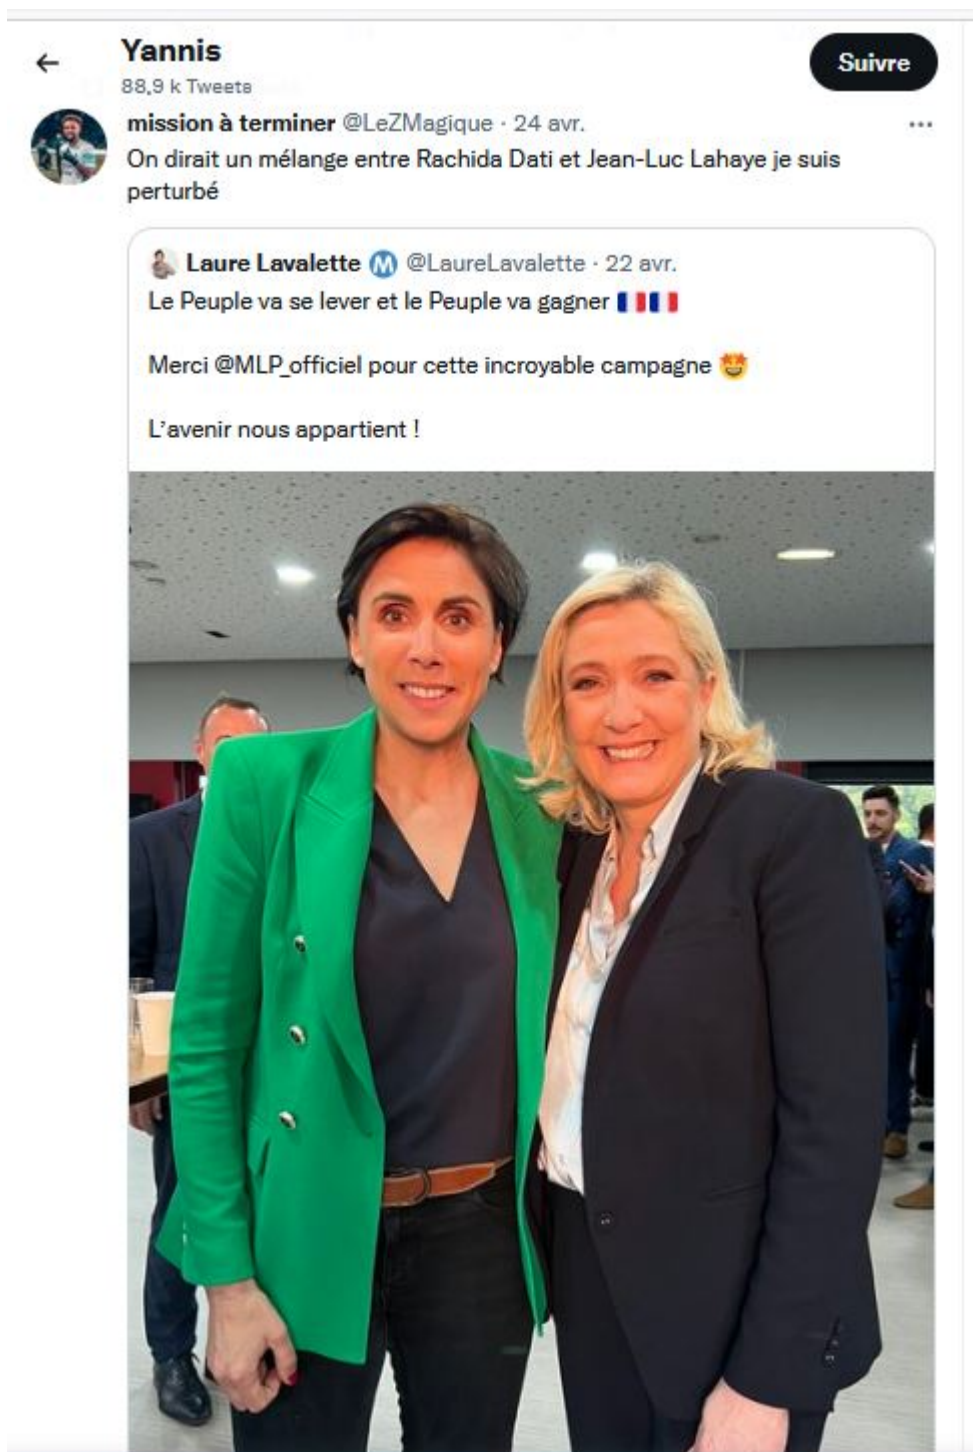 Yannis
Suivre
88,9 k Tweets
mission à terminer @LeZMagique · 24 avr.
On dirait un mélange entre Rachida Dati et Jean-Luc Lahaye je suis
perturbé
Laure Lavalette Ⓜ @LaureLavalette · 22 avr.
Le Peuple va se lever et le Peuple va gagner 🇫🇷🇫🇷
Merci @MLP_officiel pour cette incroyable campagne 🤩
L’avenir nous appartient !